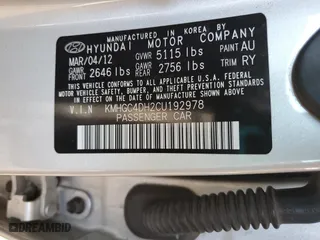 MANUFACTURED IN KOREA BY
HYUNDAI MOTOR COMPANY
MAR/04/12 GVWR 5115 lbs PAINT AU
GAWR FRONT 2646 lbs GAWR REAR 2756 lbs TRIM RY
THIS VEHICLE CONFORMS TO ALL APPLICABLE
U.S. FEDERAL MOTOR VEHICLE SAFETY, BUMPER,
AND THEFT PREVENTION STANDARDS IN EFFECT ON
THE DATE OF MANUFACTURE SHOWN ABOVE.
V.I.N KMHGC4DH2CU192978
PASSENGER CAR
DREAMBID